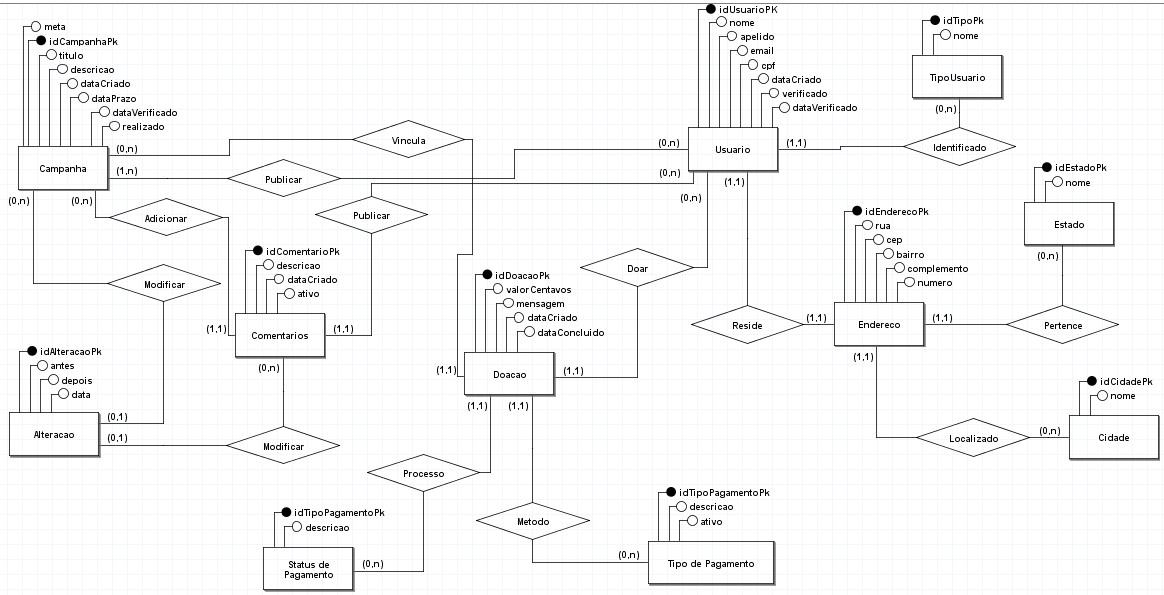 meta
idCampanhaPk
titulo
descricao
dataCriado
dataPrazo
dataVerificado
realizado
Campanha
(0,n)
(1,n)
(0,n)
(0,n)
Vincula
Publicar
Publicar
Adicionar
Modificar
idUsuarioPK
nome
apelido
email
cpf
dataCriado
verificado
dataVerificado
Usuario
(0,n)
(0,n)
(0,n)
(1,1)
(1,1)
idTipoPk
nome
TipoUsuario
(0,n)
Identificado
idEstadoPk
nome
Estado
(0,n)
Pertence
idEnderecoPk
rua
cep
bairro
complemento
numero
Endereco
(1,1)
(1,1)
(1,1)
Reside
Doar
idComentarioPk
descricao
dataCriado
ativo
Comentarios
(1,1)
(1,1)
(0,n)
idDoacaoPk
valorCentavos
mensagem
dataCriado
dataConcluido
Doacao
(1,1)
(1,1)
(1,1)
(1,1)
idAlteracaoPk
antes
depois
data
Alteracao
(0,1)
(0,1)
Modificar
idCidadePk
nome
Cidade
(0,n)
Localizado
Processo
Metodo
idTipoPagamentoPk
descricao
Status de
Pagamento
(0,n)
idTipoPagamentoPk
descricao
ativo
Tipo de Pagamento
(0,n)